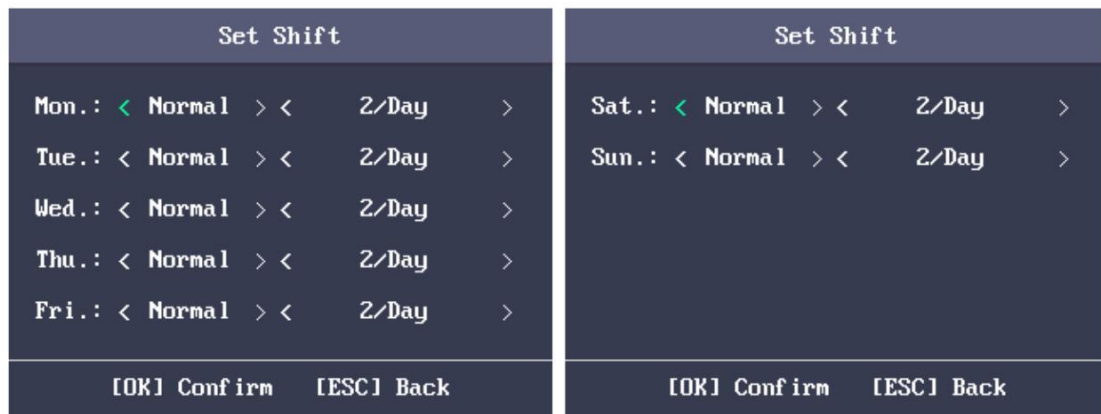 Set Shift
Mon.: < Normal > < 2/Day >
Tue.: < Normal > < 2/Day >
Wed.: < Normal > < 2/Day >
Thu.: < Normal > < 2/Day >
Fri.: < Normal > < 2/Day >
[OK] Confirm [ESC] Back
Set Shift
Sat.: < Normal > < 2/Day >
Sun.: < Normal > < 2/Day >
[OK] Confirm [ESC] Back